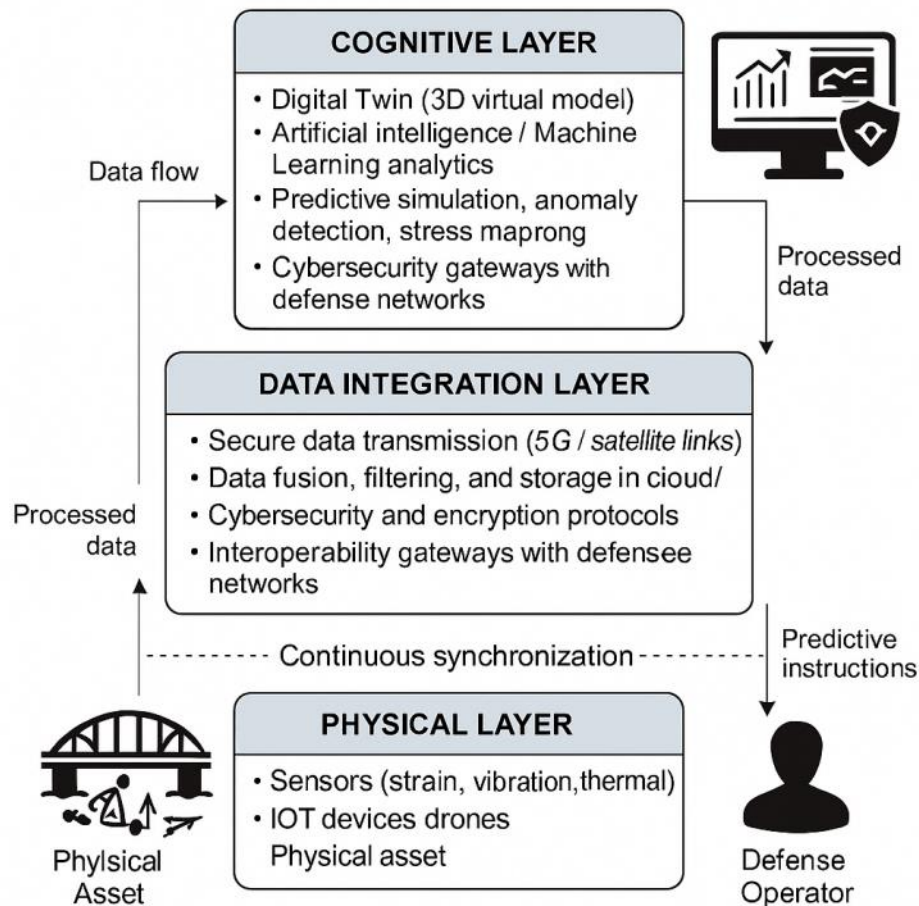 COGNITIVE LAYER
• Digital Twin (3D virtual model)
• Artificial intelligence / Machine
Learning analytics
• Predictive simulation, anomaly
detection, stress maprong
• Cybersecurity gateways with
defense networks
Data flow
Processed
data
DATA INTEGRATION LAYER
• Secure data transmission (5G / satellite links)
• Data fusion, filtering, and storage in cloud/
• Cybersecurity and encryption protocols
• Interoperability gateways with defensee
networks
Processed
data
Continuous synchronization
Predictive
instructions
PHYSICAL LAYER
• Sensors (strain, vibration,thermal)
• IOT devices drones
Physical asset
Phylsical
Asset
Defense
Operator